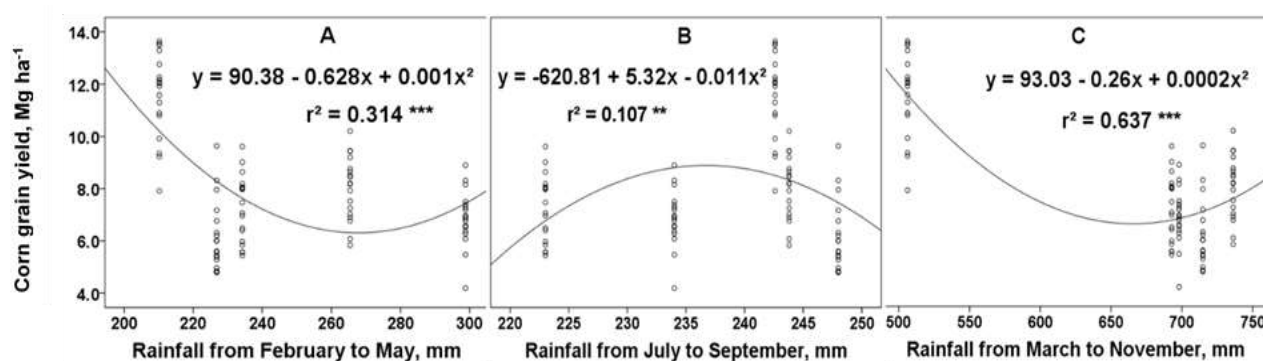 Corn grain yield, Mg ha⁻¹
14.0
12.0
10.0
8.0
6.0
4.0
A
y = 90.38 - 0.628x + 0.001x²
r² = 0.314 ***
200 220 240 260 280 300
Rainfall from February to May, mm
B
y = -620.81 + 5.32x - 0.011x²
r² = 0.107 **
220 225 230 235 240 245 250
Rainfall from July to September, mm
C
y = 93.03 - 0.26x + 0.0002x²
r² = 0.637 ***
500 550 600 650 700 750
Rainfall from March to November, mm